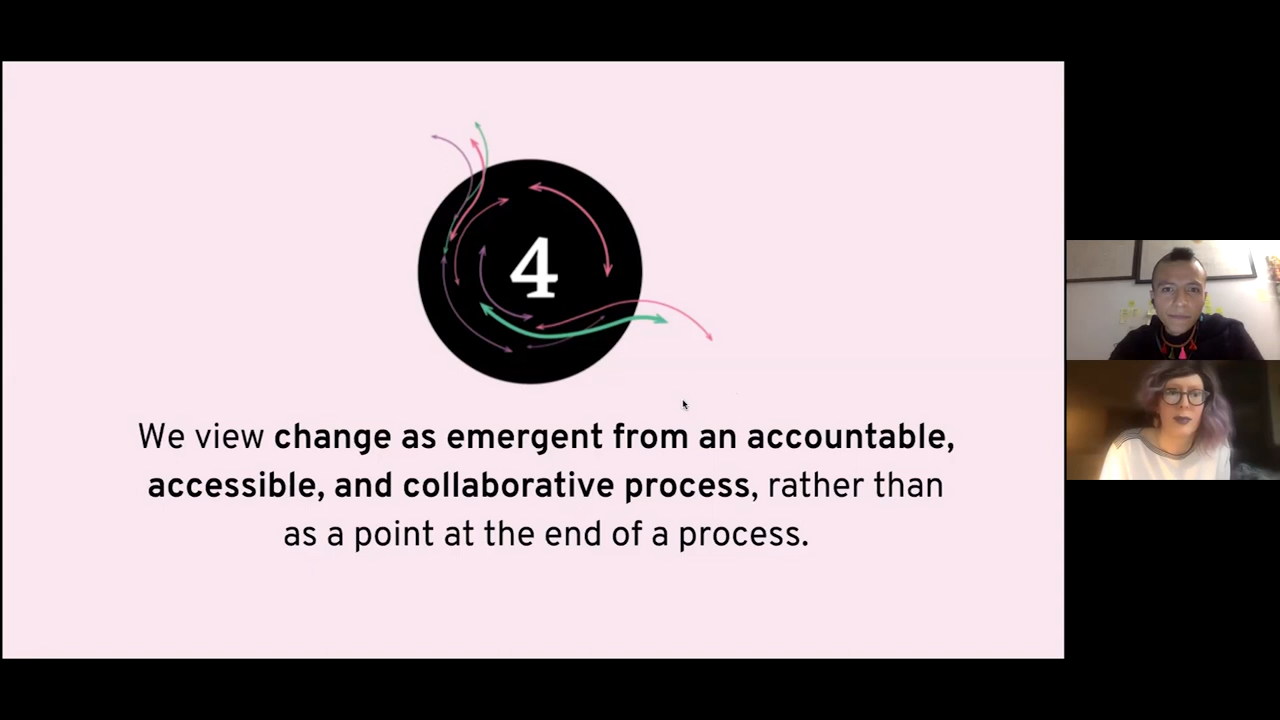 4
We view change as emergent from an accountable,
accessible, and collaborative process, rather than
as a point at the end of a process.